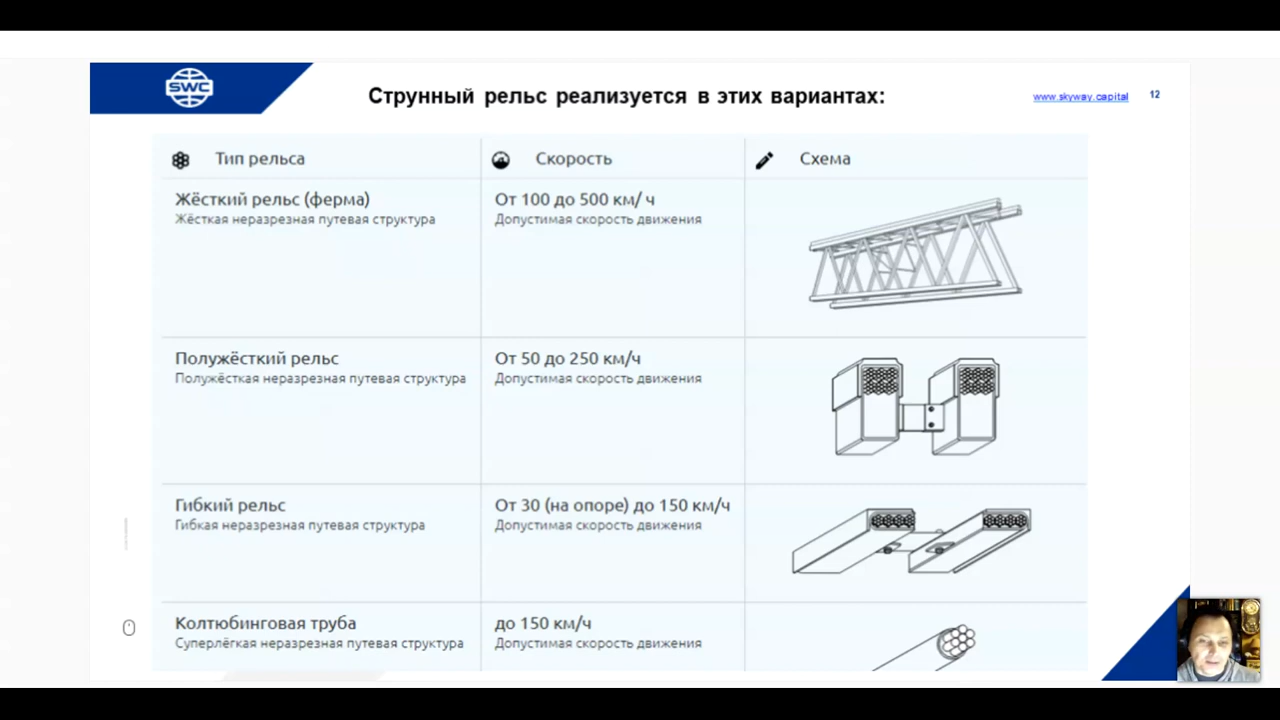 SWC
Струнный рельс реализуется в этих вариантах:
www.skyway.capital
12
Тип рельса
Скорость
Схема
Жёсткий рельс (ферма)
Жёсткая неразрезная путевая структура
От 100 до 500 км/ ч
Допустимая скорость движения
Полужёсткий рельс
Полужёсткая неразрезная путевая структура
От 50 до 250 км/ч
Допустимая скорость движения
Гибкий рельс
Гибкая неразрезная путевая структура
От 30 (на опоре) до 150 км/ч
Допустимая скорость движения
Колтюбинговая труба
Суперлёгкая неразрезная путевая структура
до 150 км/ч
Допустимая скорость движения